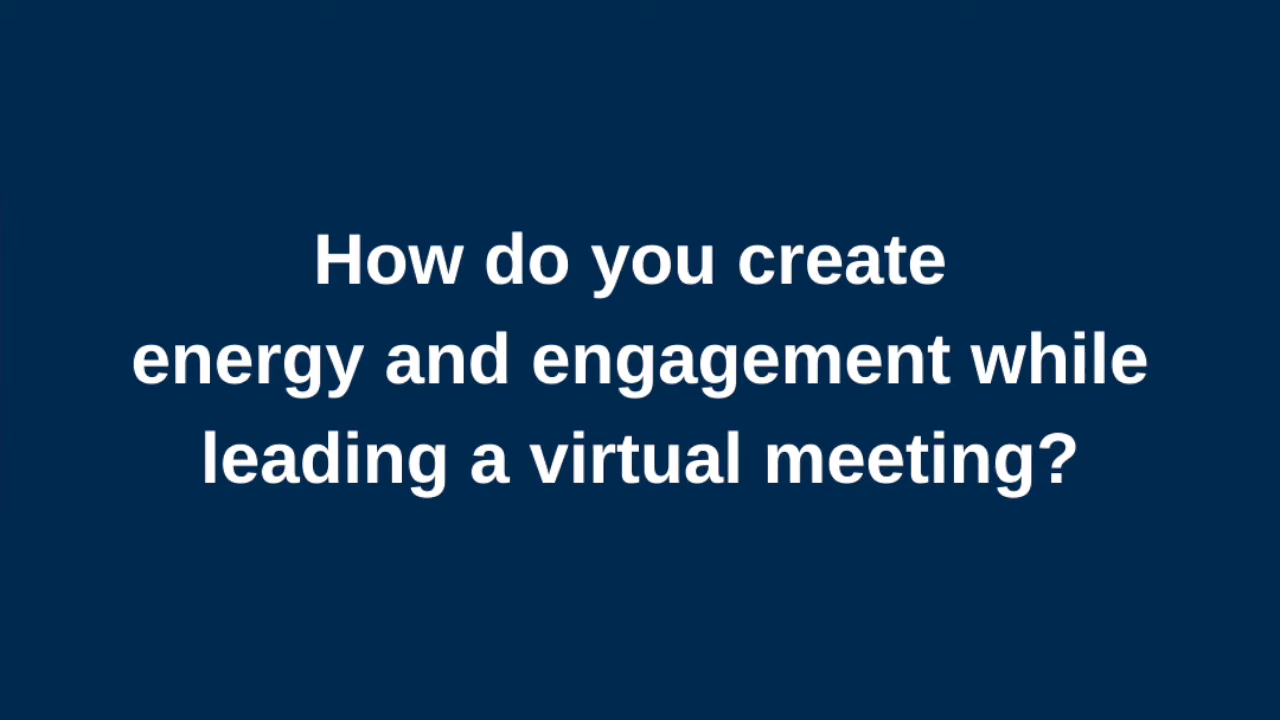 How do you create
energy and engagement while
leading a virtual meeting?